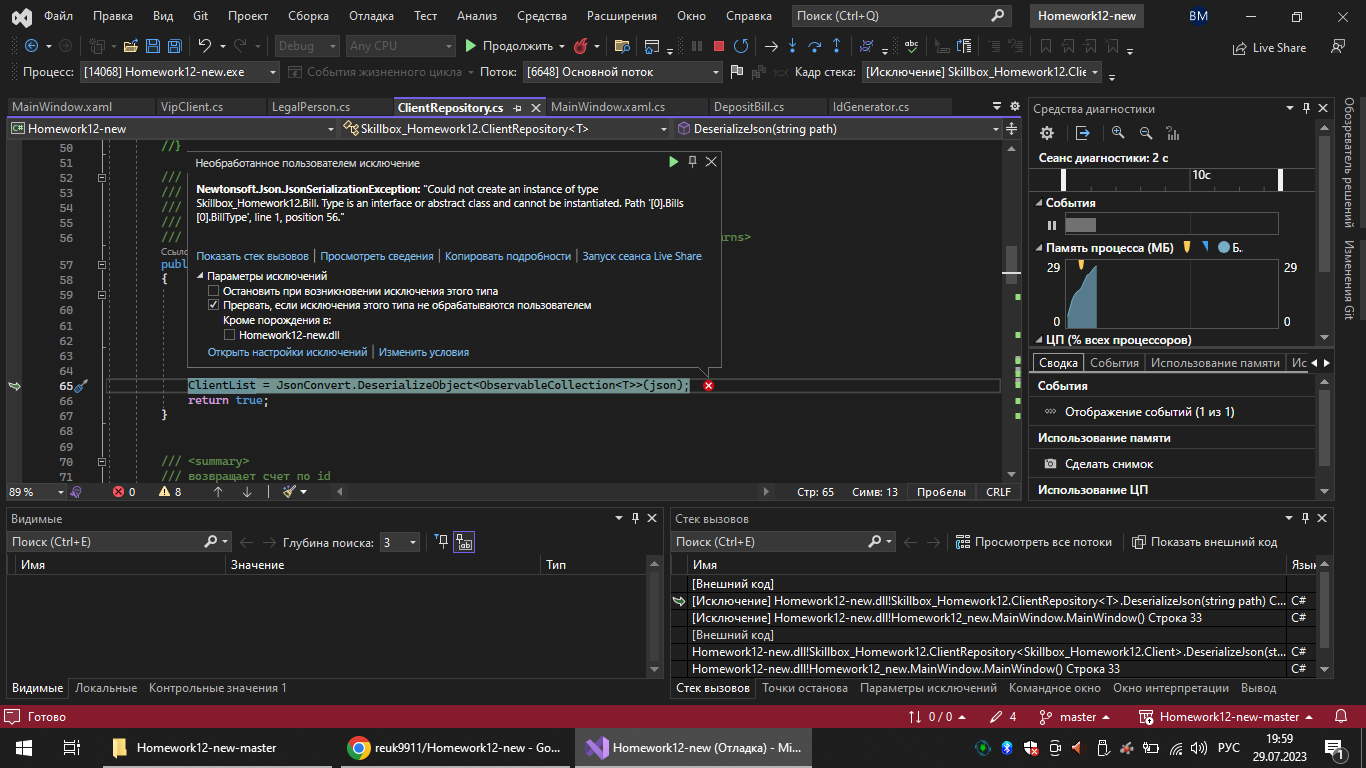 Файл Правка Вид Git Проект Сборка Отладка Тест Анализ Средства Расширения Окно Справка Поиск (Ctrl+Q) Homework12-new BM
Debug Any CPU Продолжить Live Share
Процесс: [14068] Homework12-new.exe События жизненного цикла Поток: [6648] Основной поток Кадр стека: [Исключение] Skillbox_Homework12.Clie
MainWindow.xaml VipClient.cs LegalPerson.cs ClientRepository.cs MainWindow.xaml.cs DepositBill.cs IdGenerator.cs
Homework12-new Skillbox_Homework12.ClientRepository<T> DeserializeJson(string path)
50 //}
51
52 ///
53 ///
54 ///
55 ///
56 /// urns>
Ссыло
57 publ
58 {
59
60
61
62
63
64
65 ClientList = JsonConvert.DeserializeObject<ObservableCollection<T>>(json);
66 return true;
67 }
68
69
70 /// <summary>
71 /// возвращает счет по id
Необработанное пользователем исключение
Newtonsoft.Json.JsonSerializationException: "Could not create an instance of type
Skillbox_Homework12.Bill. Type is an interface or abstract class and cannot be instantiated. Path '[0].Bills
[0].BillType', line 1, position 56."
Показать стек вызовов | Просмотреть сведения | Копировать подробности | Запуск сеанса Live Share
Параметры исключений
Остановить при возникновении исключения этого типа
Прервать, если исключения этого типа не обрабатываются пользователем
Кроме порождения в:
Homework12-new.dll
Открыть настройки исключений | Изменить условия
89 % 0 8 Стр: 65 Симв: 13 Пробелы CRLF
Средства диагностики
Сеанс диагностики: 2 с
10с
События
Память процесса (МБ) Б..
29 29
0 0
ЦП (% всех процессоров)
Сводка События Использование памяти Ис
События
Отображение событий (1 из 1)
Использование памяти
Сделать снимок
Использование ЦП
Обозреватель решений
Изменения Git
Видимые
Поиск (Ctrl+E) Глубина поиска: 3
Имя Значение Тип
Видимые Локальные Контрольные значения 1
Стек вызовов
Поиск (Ctrl+E) Просмотреть все потоки Показать внешний код
Имя Язык
[Внешний код]
[Исключение] Homework12-new.dll!Skillbox_Homework12.ClientRepository<T>.DeserializeJson(string path) С... C#
[Исключение] Homework12-new.dll!Homework12_new.MainWindow.MainWindow() Строка 33 C#
[Внешний код]
Homework12-new.dll!Skillbox_Homework12.ClientRepository<Skillbox_Homework12.Client>.DeserializeJson(st... C#
Homework12-new.dll!Homework12_new.MainWindow.MainWindow() Строка 33 C#
Стек вызовов Точки останова Параметры исключений Командное окно Окно интерпретации Вывод
Готово 0 / 0 4 master Homework12-new-master
Homework12-new-master reuk9911/Homework12-new - Go... Homework12-new (Отладка) - Mi... РУС 19:59
29.07.2023 1